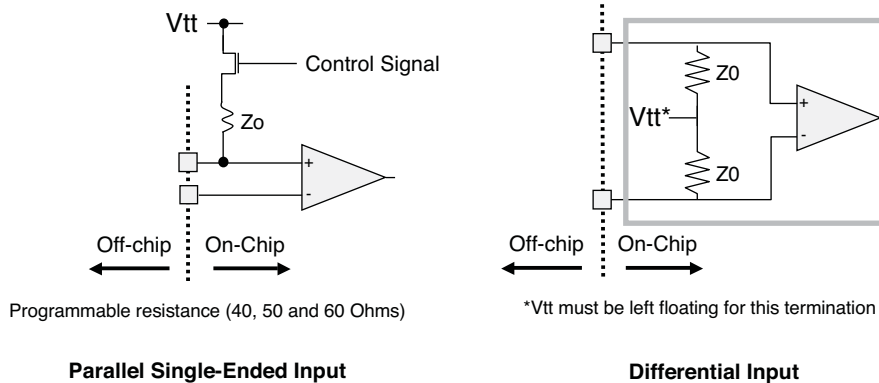 Vtt
Control Signal
Zo
+
-
Off-chip
On-Chip
Programmable resistance (40, 50 and 60 Ohms)
Parallel Single-Ended Input
Z0
Vtt*
+
-
Z0
Off-chip
On-Chip
*Vtt must be left floating for this termination
Differential Input